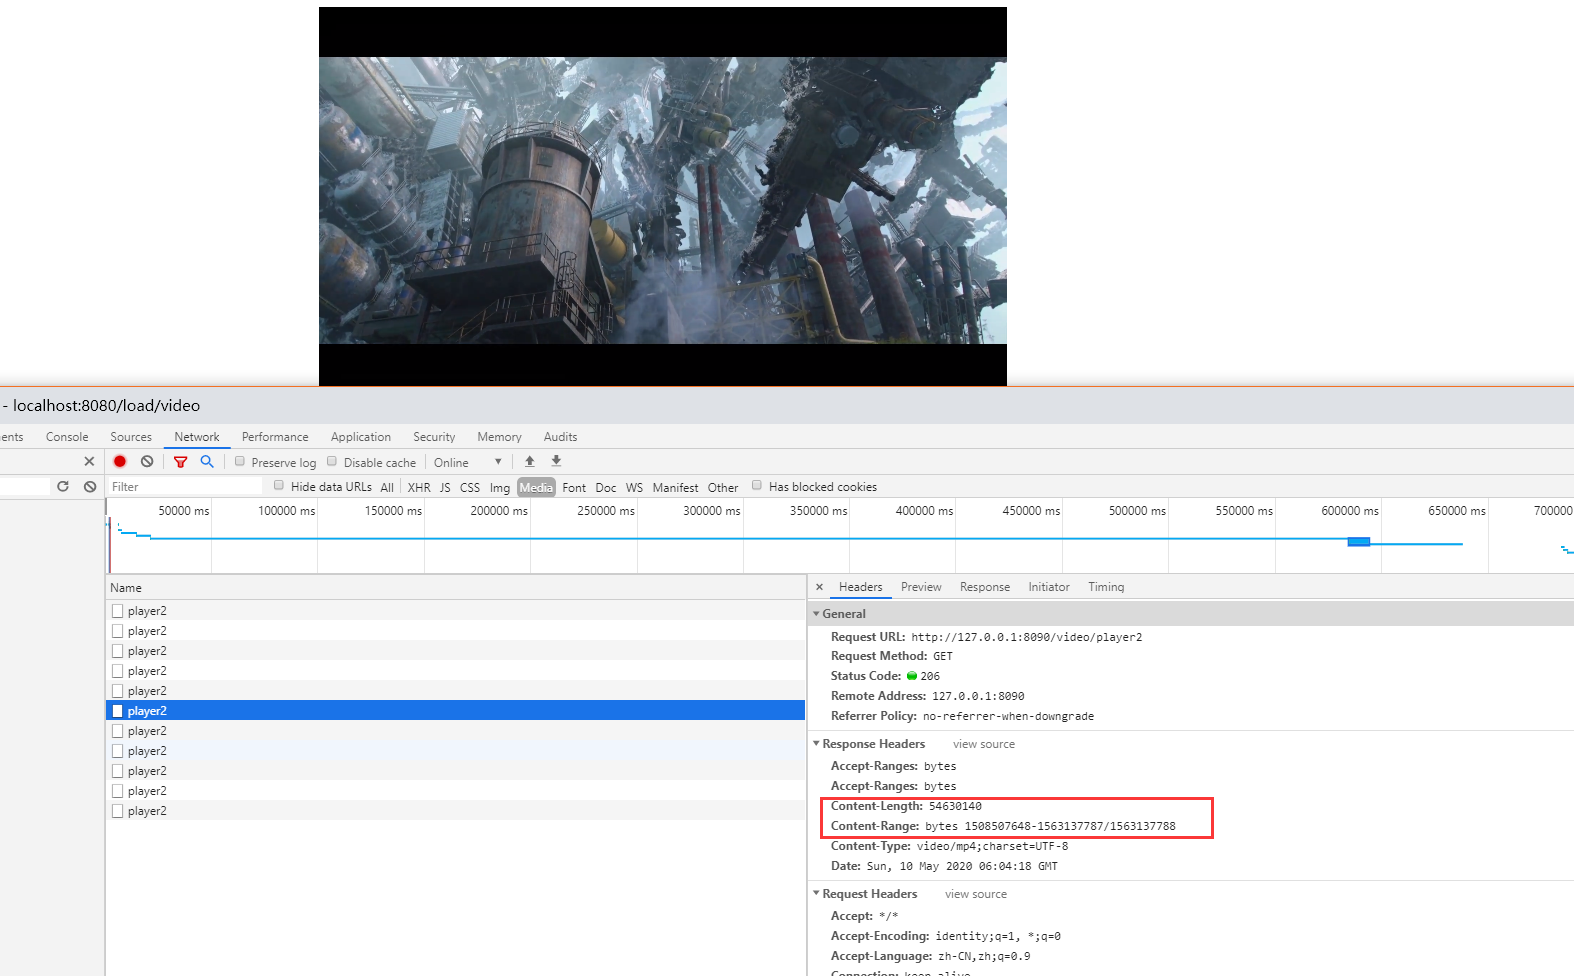 - localhost:8080/load/video
ents Console Sources Network Performance Application Security Memory Audits
Preserve log Disable cache Online
Filter Hide data URLs All XHR JS CSS Img Media Font Doc WS Manifest Other Has blocked cookies
50000 ms 100000 ms 150000 ms 200000 ms 250000 ms 300000 ms 350000 ms 400000 ms 450000 ms 500000 ms 550000 ms 600000 ms 650000 ms 700000
Name
player2
player2
player2
player2
player2
player2
player2
player2
player2
player2
player2
× Headers Preview Response Initiator Timing
General
Request URL: http://127.0.0.1:8090/video/player2
Request Method: GET
Status Code: 206
Remote Address: 127.0.0.1:8090
Referrer Policy: no-referrer-when-downgrade
Response Headers view source
Accept-Ranges: bytes
Accept-Ranges: bytes
Content-Length: 54630140
Content-Range: bytes 1508507648-1563137787/1563137788
Content-Type: video/mp4;charset=UTF-8
Date: Sun, 10 May 2020 06:04:18 GMT
Request Headers view source
Accept: */*
Accept-Encoding: identity;q=1, *;q=0
Accept-Language: zh-CN,zh;q=0.9
Connection: keep-alive